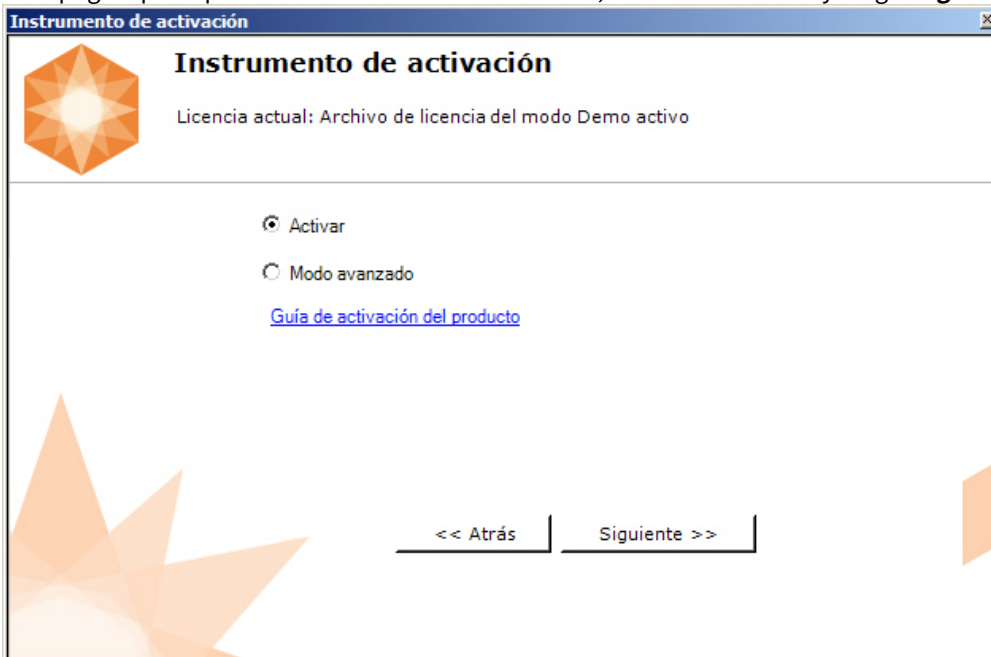 Instrumento de activación
Instrumento de activación
Licencia actual: Archivo de licencia del modo Demo activo
Activar
Modo avanzado
Guía de activación del producto
<< Atrás
Siguiente >>